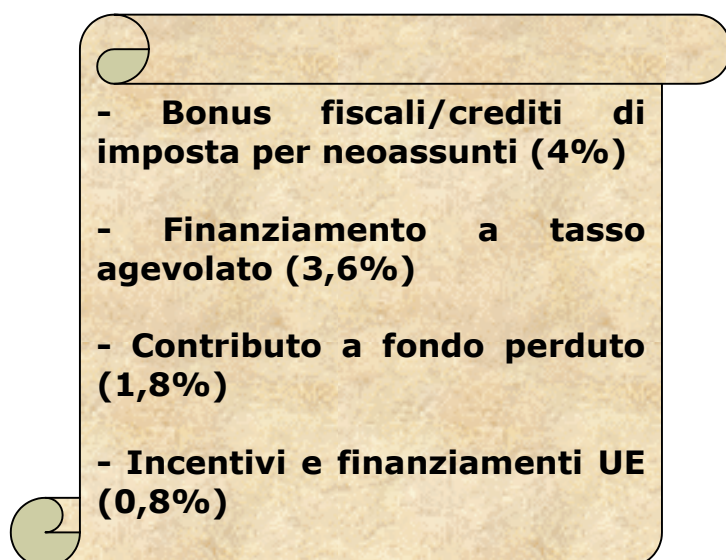 - Bonus fiscali/crediti di
imposta per neoassunti (4%)
- Finanziamento a tasso
agevolato (3,6%)
- Contributo a fondo perduto
(1,8%)
- Incentivi e finanziamenti UE
(0,8%)